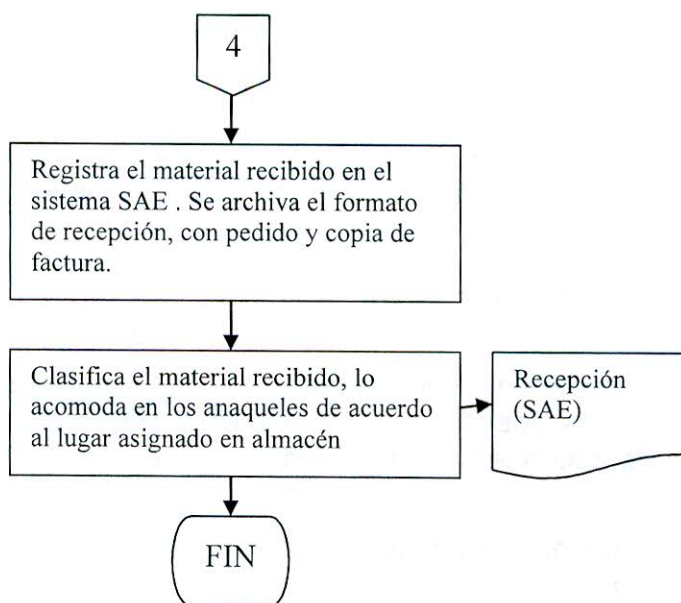 4
Registra el material recibido en el
sistema SAE . Se archiva el formato
de recepción, con pedido y copia de
factura.
Clasifica el material recibido, lo
acomoda en los anaqueles de acuerdo
al lugar asignado en almacén
Recepción
(SAE)
FIN